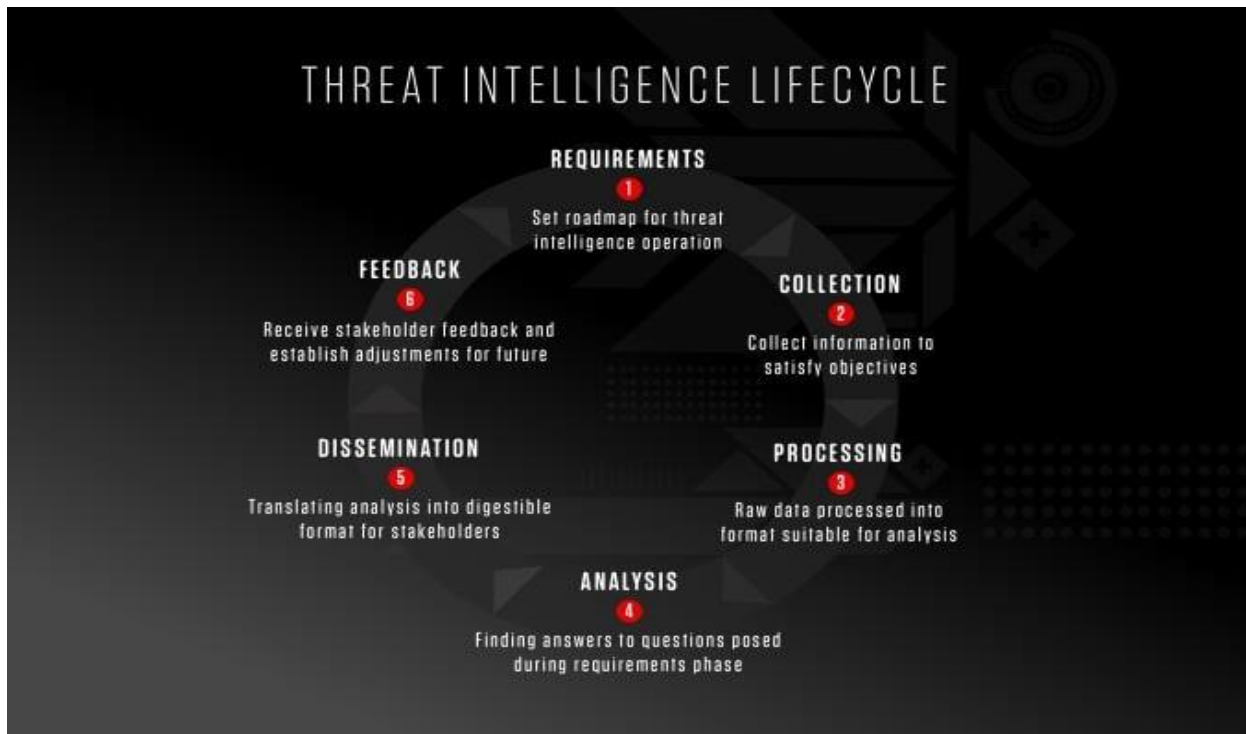 THREAT INTELLIGENCE LIFECYCLE
REQUIREMENTS
1
Set roadmap for threat
intelligence operation
COLLECTION
2
Collect information to
satisfy objectives
PROCESSING
3
Raw data processed into
format suitable for analysis
ANALYSIS
4
Finding answers to questions posed
during requirements phase
DISSEMINATION
5
Translating analysis into digestible
format for stakeholders
FEEDBACK
6
Receive stakeholder feedback and
establish adjustments for future